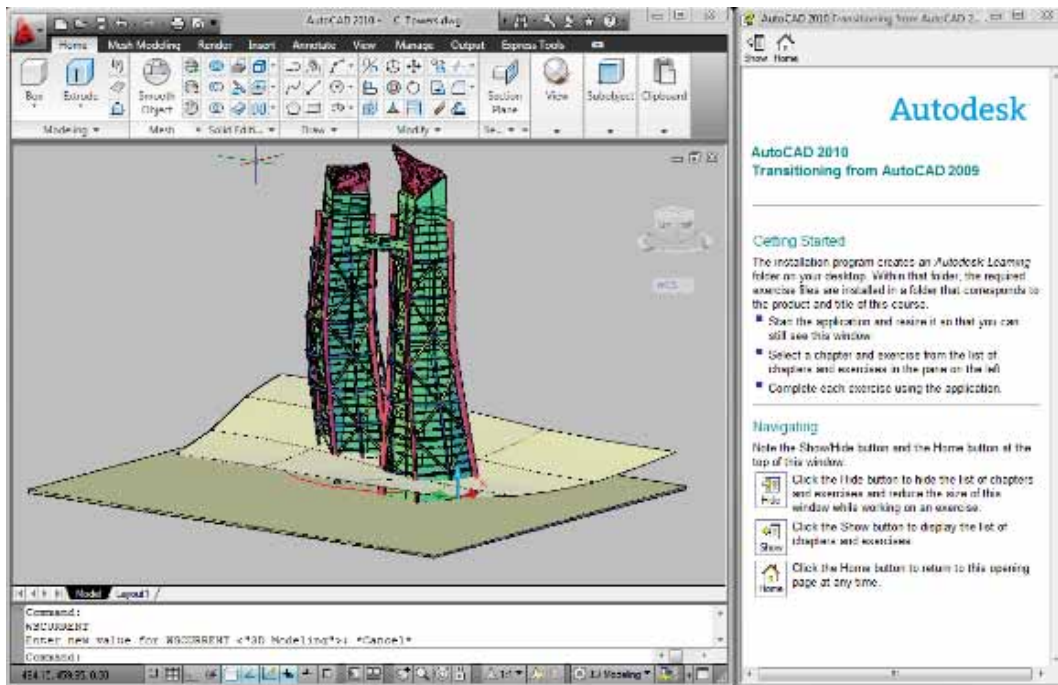 AutoCAD 2010 - C_Towers.dwg
Home Mesh Modeling Render Insert Annotate View Manage Output Express Tools
Box Extrude Smooth Object Section Plane View Subobject Clipboard
Modeling Mesh Solid Editi... Draw Modify Se...
WCS
Model Layout1
Command:
WSCURRENT
Enter new value for WSCURRENT <"3D Modeling">: *Cancel*
Command:
1:1 3D Modeling
AutoCAD 2010 Transitioning from AutoCAD 2...
Show Home
Autodesk
AutoCAD 2010
Transitioning from AutoCAD 2009
Getting Started
The installation program creates an Autodesk Learning
folder on your desktop. Within that folder, the required
exercise files are installed in a folder that corresponds to
the product and title of this course.
Start the application and resize it so that you can
still see this window
Select a chapter and exercise from the list of
chapters and exercises in the pane on the left
Complete each exercise using the application.
Navigating
Note the Show/Hide button and the Home button at the
top of this window.
Hide
Click the Hide button to hide the list of chapters
and exercises and reduce the size of this
window while working on an exercise.
Show
Click the Show button to display the list of
chapters and exercises
Home
Click the Home button to return to this opening
page at any time.